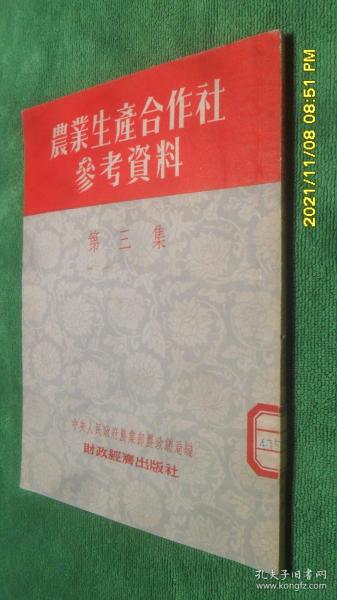 農業生產合作社
參考資料
第三集
中央人民政府農業部農政總局編
財政經濟出版社
2021/11/08 08:51 PM
孔夫子旧书网